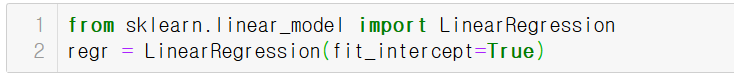 1 from sklearn.linear_model import LinearRegression
2 regr = LinearRegression(fit_intercept=True)